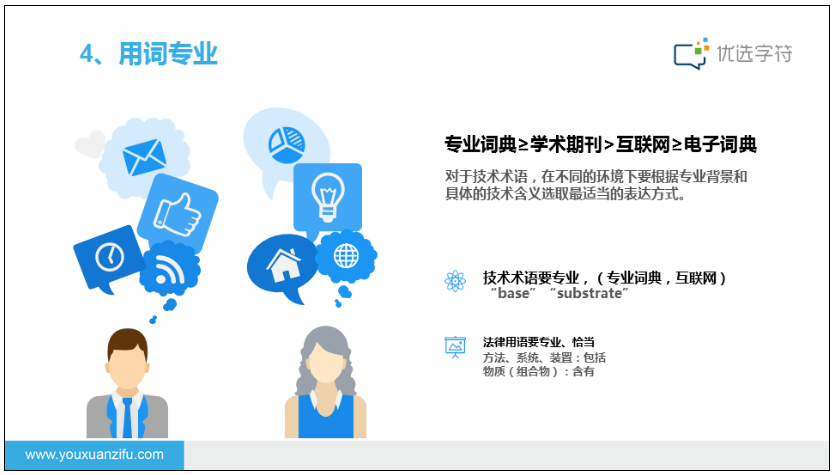 4、用词专业
优选字符
专业词典≥学术期刊>互联网≥电子词典
对于技术术语，在不同的环境下要根据专业背景和
具体的技术含义选取最适当的表达方式。
技术术语要专业，（专业词典，互联网）
“base” “substrate”
法律用语要专业、恰当
方法、系统、装置：包括
物质（组合物）：含有
www.youxuanzifu.com